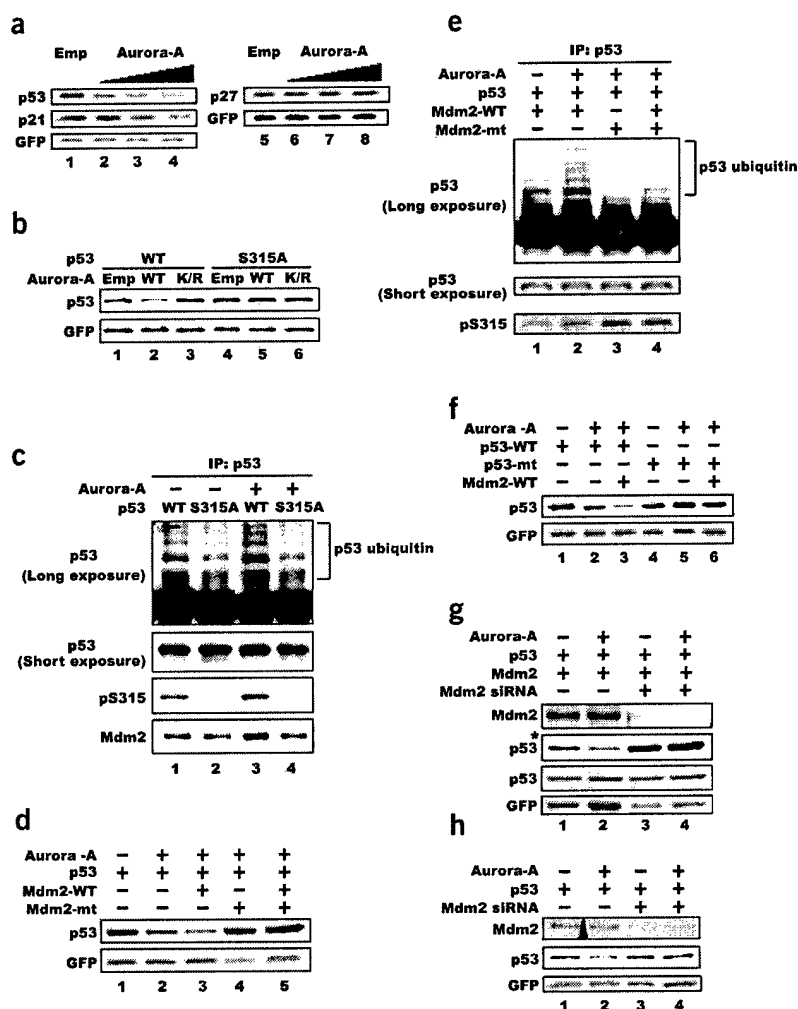 a
Emp Aurora-A
p53
p21
GFP
1 2 3 4
Emp Aurora-A
p27
GFP
5 6 7 8
b
p53 WT S315A
Aurora-A Emp WT K/R Emp WT K/R
p53
GFP
1 2 3 4 5 6
c
IP: p53
Aurora-A − − + +
p53 WT S315A WT S315A
p53
(Long exposure)
p53 ubiquitin
p53
(Short exposure)
pS315
Mdm2
1 2 3 4
d
Aurora -A − + + + +
p53 + + + + +
Mdm2-WT − − + − +
Mdm2-mt − − − + +
p53
GFP
1 2 3 4 5
e
IP: p53
Aurora-A − + + +
p53 + + + +
Mdm2-WT + + − +
Mdm2-mt − − + +
p53
(Long exposure)
p53 ubiquitin
p53
(Short exposure)
pS315
1 2 3 4
f
Aurora -A − + + − + +
p53-WT + + + − − −
p53-mt − − − + + +
Mdm2-WT − − + − − +
p53
GFP
1 2 3 4 5 6
g
Aurora-A − + − +
p53 + + + +
Mdm2 + + + +
Mdm2 siRNA − − + +
Mdm2
p53*
p53
GFP
1 2 3 4
h
Aurora-A − + − +
p53 + + + +
Mdm2 siRNA − − + +
Mdm2
p53
GFP
1 2 3 4